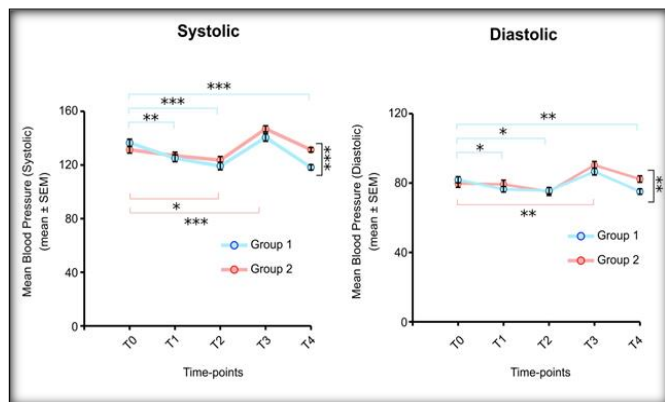 Systolic
Mean Blood Pressure (Systolic)
(mean ± SEM)
160
120
80
40
0
***
***
**
*
***
***
Group 1
Group 2
T0
T1
T2
T3
T4
Time-points
Diastolic
Mean Blood Pressure (Diastolic)
(mean ± SEM)
120
80
40
0
**
*
*
**
**
Group 1
Group 2
T0
T1
T2
T3
T4
Time-points